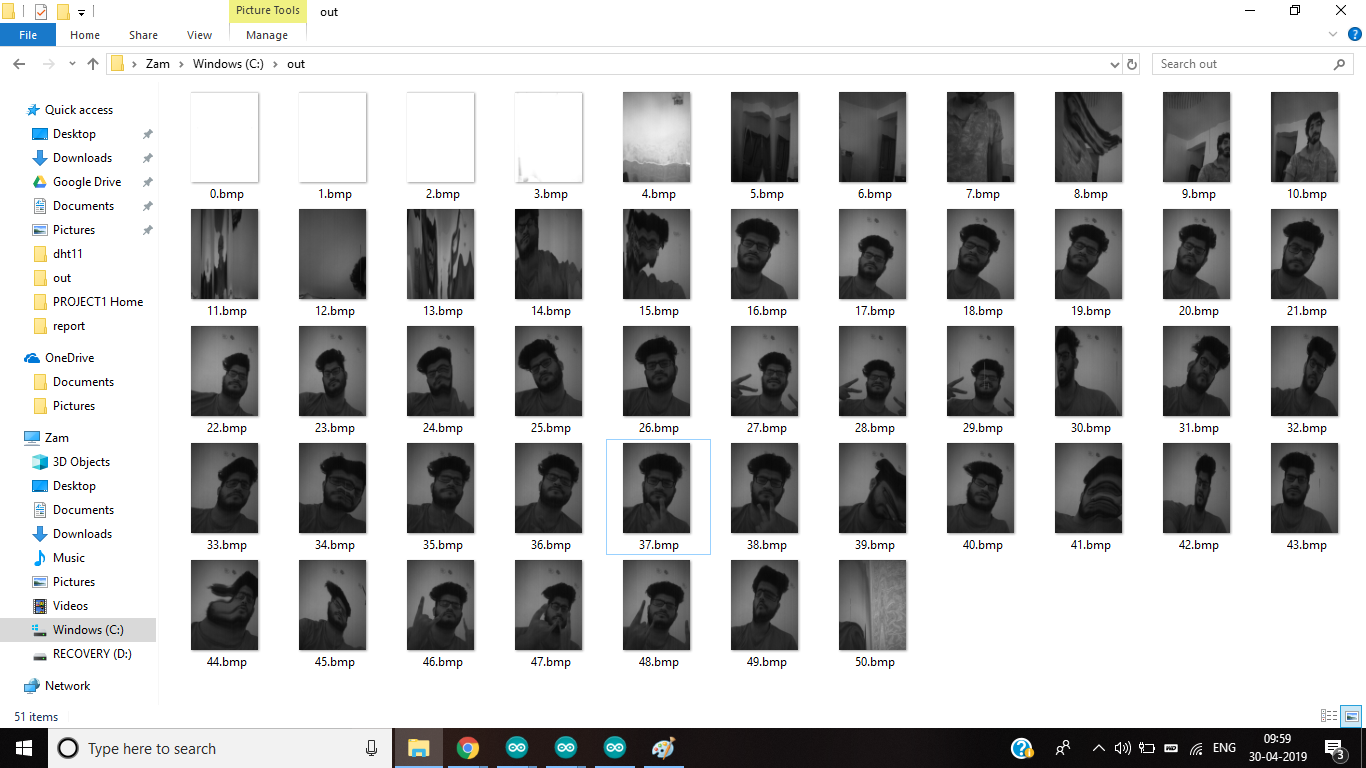 Picture Tools
out
File
Home
Share
View
Manage
Zam
Windows (C:)
out
Search out
Quick access
Desktop
Downloads
Google Drive
Documents
Pictures
dht11
out
PROJECT1 Home
report
OneDrive
Documents
Pictures
Zam
3D Objects
Desktop
Documents
Downloads
Music
Pictures
Videos
Windows (C:)
RECOVERY (D:)
Network
0.bmp 1.bmp 2.bmp 3.bmp 4.bmp 5.bmp 6.bmp 7.bmp 8.bmp 9.bmp 10.bmp
11.bmp 12.bmp 13.bmp 14.bmp 15.bmp 16.bmp 17.bmp 18.bmp 19.bmp 20.bmp 21.bmp
22.bmp 23.bmp 24.bmp 25.bmp 26.bmp 27.bmp 28.bmp 29.bmp 30.bmp 31.bmp 32.bmp
33.bmp 34.bmp 35.bmp 36.bmp 37.bmp 38.bmp 39.bmp 40.bmp 41.bmp 42.bmp 43.bmp
44.bmp 45.bmp 46.bmp 47.bmp 48.bmp 49.bmp 50.bmp
51 items
Type here to search
ENG
09:59
30-04-2019
3